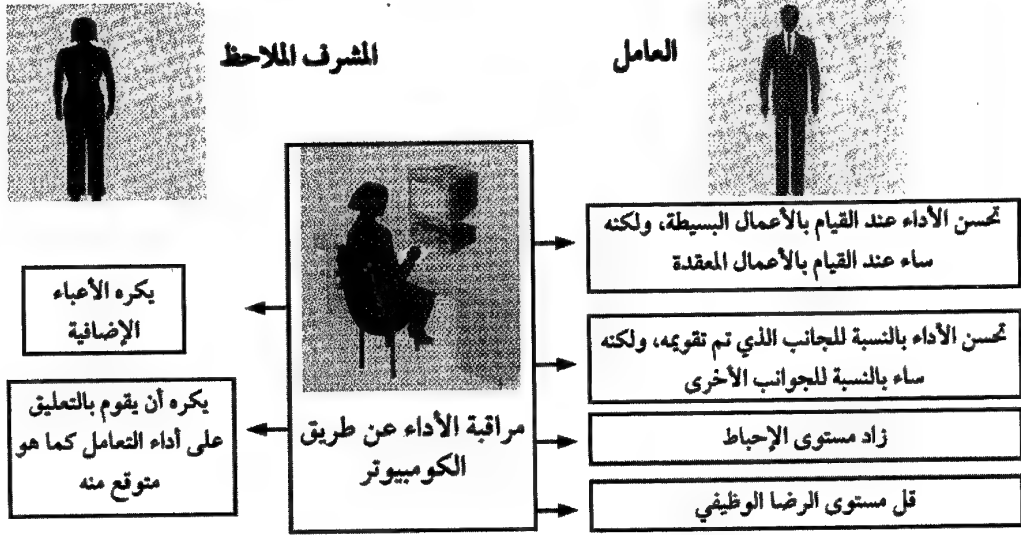 العامل
المشرف الملاحظ
تحسن الأداء عند القيام بالأعمال البسيطة، ولكنه
ساء عند القيام بالأعمال المعقدة
تحسن الأداء بالنسبة للجانب الذي تم تقويمه، ولكنه
ساء بالنسبة للجوانب الأخرى
زاد مستوى الإحباط
قل مستوى الرضا الوظيفي
مراقبة الأداء عن طريق
الكومبيوتر
يكره الأعباء
الإضافية
يكره أن يقوم بالتعليق
على أداء التعامل كما هو
متوقع منه